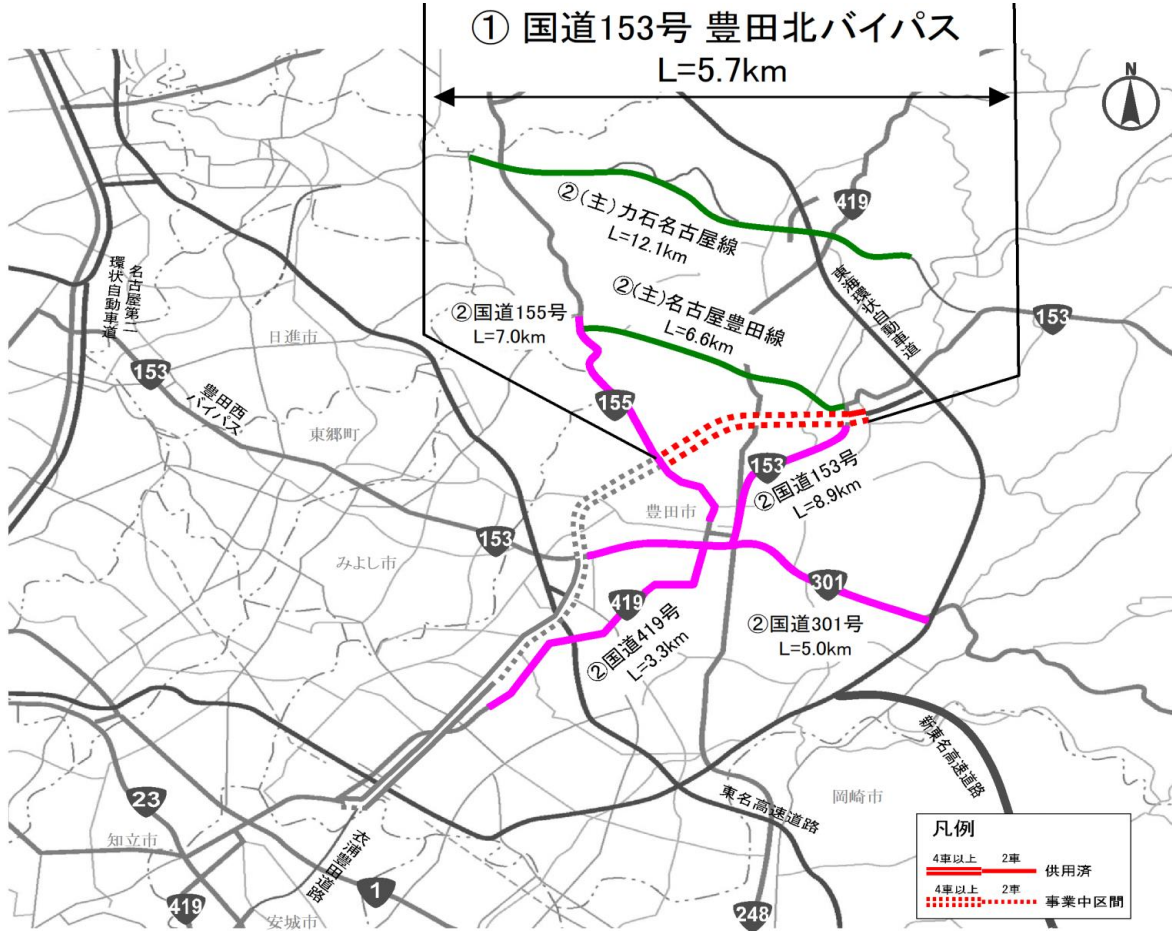 ① 国道153号 豊田北バイパス
L=5.7km
N
419
②(主)力石名古屋線
L=12.1km
東海環状自動車道
②(主)名古屋豊田線
L=6.6km
②国道155号
L=7.0km
153
名古屋第二
環状自動車道
日進市
153
豊田西
バイパス
155
東郷町
153
②国道153号
L=8.9km
豊田市
153
みよし市
301
419
②国道419号
L=3.3km
②国道301号
L=5.0km
新東名高速道路
23
東名高速道路
岡崎市
知立市
衣浦豊田道路
1
419
安城市
248
凡例
4車以上 2車 供用済
4車以上 2車 事業中区間